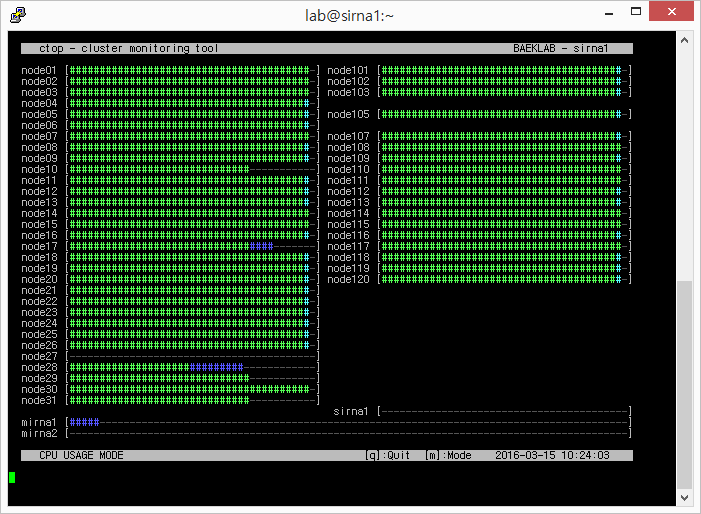 lab@sirna1:~
ctop - cluster monitoring tool BAEKLAB - sirna1
node01 [########################################-] node101 [########################################-]
node02 [########################################-] node102 [########################################-]
node03 [########################################-] node103 [########################################-]
node04 [########################################-]
node05 [########################################-] node105 [########################################-]
node06 [########################################-]
node07 [########################################-] node107 [########################################-]
node08 [########################################-] node108 [########################################-]
node09 [########################################-] node109 [########################################-]
node10 [##############################-----------] node110 [########################################-]
node11 [########################################-] node111 [########################################-]
node12 [########################################-] node112 [########################################-]
node13 [########################################-] node113 [########################################-]
node14 [########################################-] node114 [########################################-]
node15 [########################################-] node115 [########################################-]
node16 [########################################-] node116 [########################################-]
node17 [##################################-------] node117 [########################################-]
node18 [########################################-] node118 [########################################-]
node19 [########################################-] node119 [########################################-]
node20 [########################################-] node120 [########################################-]
node21 [########################################-]
node22 [########################################-]
node23 [########################################-]
node24 [########################################-]
node25 [########################################-]
node26 [########################################-]
node27 [-----------------------------------------]
node28 [#############################------------]
node29 [##############################-----------]
node30 [########################################-]
node31 [##############################-----------]
sirna1 [-----------------------------------------]
mirna1 [#####----------------------------------------------------------------------------------------]
mirna2 [---------------------------------------------------------------------------------------------]
CPU USAGE MODE [q]:Quit [m]:Mode 2016-03-15 10:24:03